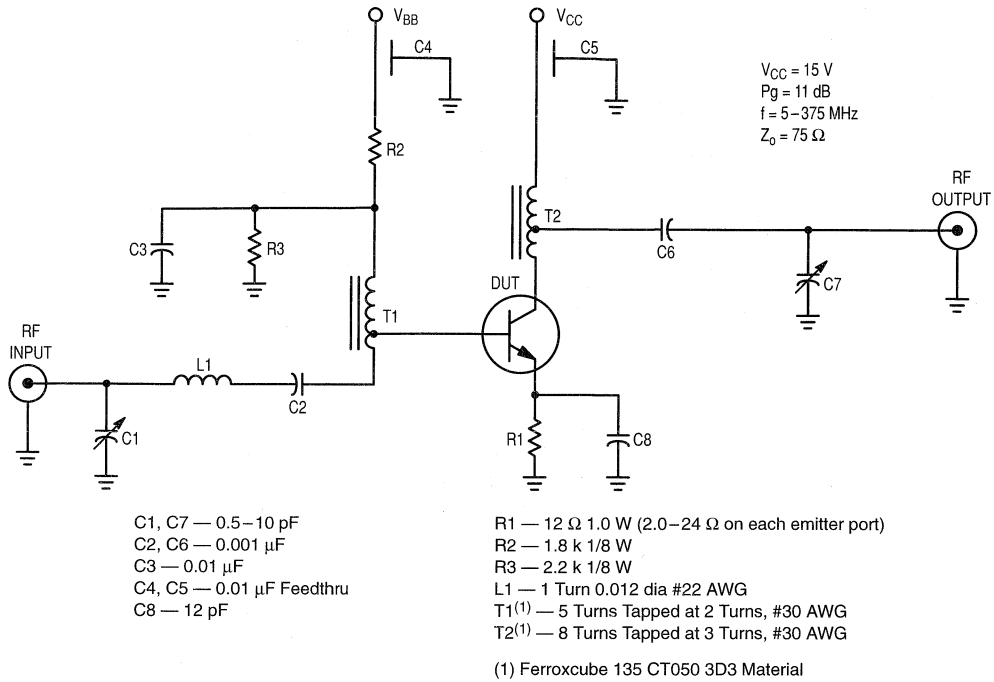 V_BB
V_CC
C4
C5
V_CC = 15 V
Pg = 11 dB
f = 5–375 MHz
Z_o = 75 Ω
R2
RF
OUTPUT
T2
C3
R3
C6
DUT
C7
T1
RF
INPUT
L1
C2
C1
R1
C8
C1, C7 — 0.5–10 pF
C2, C6 — 0.001 µF
C3 — 0.01 µF
C4, C5 — 0.01 µF Feedthru
C8 — 12 pF
R1 — 12 Ω 1.0 W (2.0–24 Ω on each emitter port)
R2 — 1.8 k 1/8 W
R3 — 2.2 k 1/8 W
L1 — 1 Turn 0.012 dia #22 AWG
T1(1) — 5 Turns Tapped at 2 Turns, #30 AWG
T2(1) — 8 Turns Tapped at 3 Turns, #30 AWG
(1) Ferroxcube 135 CT050 3D3 Material